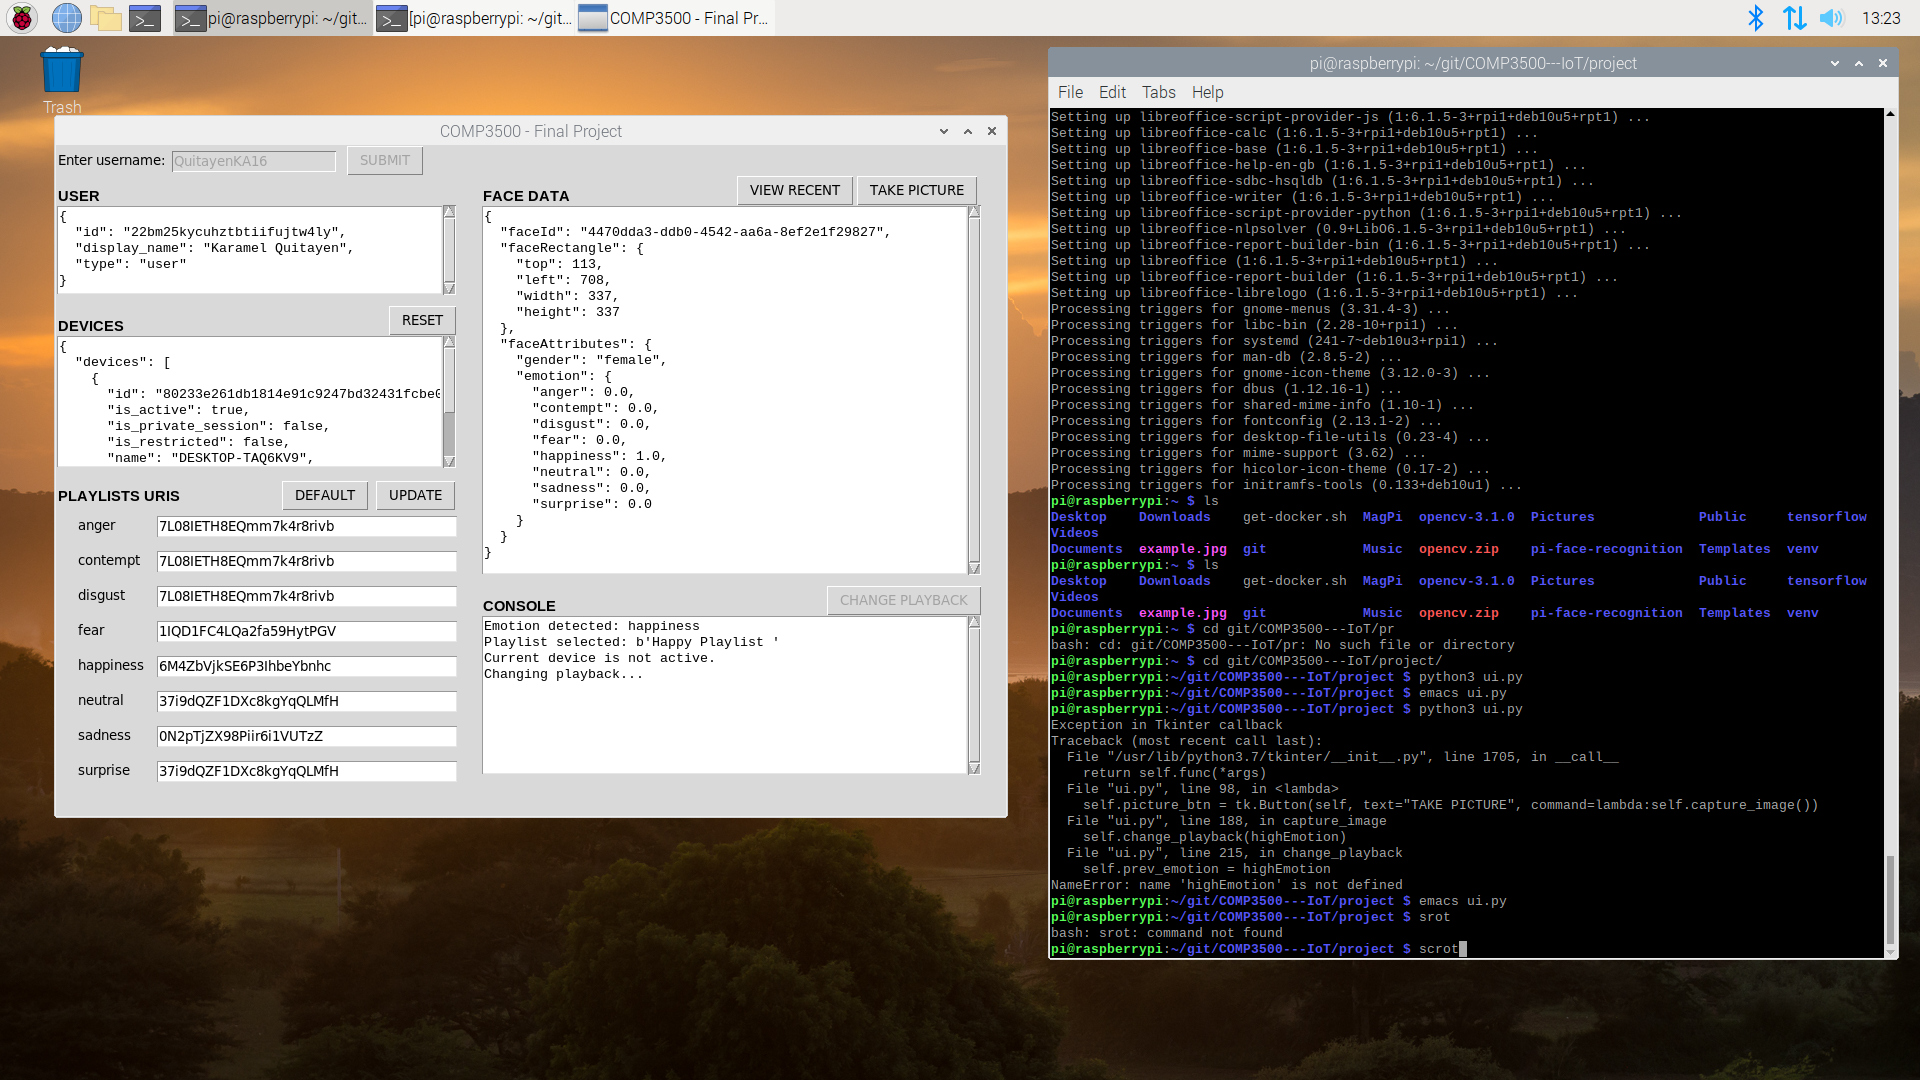 pi@raspberrypi: ~/git...
[pi@raspberrypi: ~/git...
COMP3500 - Final Pr...
13:23
Trash
COMP3500 - Final Project
Enter username:
QuitayenKA16
SUBMIT
USER
{
"id": "22bm25kycuhztbtiifujtw4ly",
"display_name": "Karamel Quitayen",
"type": "user"
}
DEVICES
RESET
{
"devices": [
{
"id": "80233e261db1814e91c9247bd32431fcbe0
"is_active": true,
"is_private_session": false,
"is_restricted": false,
"name": "DESKTOP-TAQ6KV9",
PLAYLISTS URIS
DEFAULT
UPDATE
anger 7L08IETH8EQmm7k4r8rivb
contempt 7L08IETH8EQmm7k4r8rivb
disgust 7L08IETH8EQmm7k4r8rivb
fear 1IQD1FC4LQa2fa59HytPGV
happiness 6M4ZbVjkSE6P3IhbeYbnhc
neutral 37i9dQZF1DXc8kgYqQLMfH
sadness 0N2pTjZX98Piir6i1VUTzZ
surprise 37i9dQZF1DXc8kgYqQLMfH
FACE DATA
VIEW RECENT
TAKE PICTURE
{
"faceId": "4470dda3-ddb0-4542-aa6a-8ef2e1f29827",
"faceRectangle": {
"top": 113,
"left": 708,
"width": 337,
"height": 337
},
"faceAttributes": {
"gender": "female",
"emotion": {
"anger": 0.0,
"contempt": 0.0,
"disgust": 0.0,
"fear": 0.0,
"happiness": 1.0,
"neutral": 0.0,
"sadness": 0.0,
"surprise": 0.0
}
}
}
CONSOLE
CHANGE PLAYBACK
Emotion detected: happiness
Playlist selected: b'Happy Playlist '
Current device is not active.
Changing playback...
pi@raspberrypi: ~/git/COMP3500---IoT/project
File Edit Tabs Help
Setting up libreoffice-script-provider-js (1:6.1.5-3+rpi1+deb10u5+rpt1) ...
Setting up libreoffice-calc (1:6.1.5-3+rpi1+deb10u5+rpt1) ...
Setting up libreoffice-base (1:6.1.5-3+rpi1+deb10u5+rpt1) ...
Setting up libreoffice-help-en-gb (1:6.1.5-3+rpi1+deb10u5+rpt1) ...
Setting up libreoffice-sdbc-hsqldb (1:6.1.5-3+rpi1+deb10u5+rpt1) ...
Setting up libreoffice-writer (1:6.1.5-3+rpi1+deb10u5+rpt1) ...
Setting up libreoffice-script-provider-python (1:6.1.5-3+rpi1+deb10u5+rpt1) ...
Setting up libreoffice-nlpsolver (0.9+LibO6.1.5-3+rpi1+deb10u5+rpt1) ...
Setting up libreoffice-report-builder-bin (1:6.1.5-3+rpi1+deb10u5+rpt1) ...
Setting up libreoffice (1:6.1.5-3+rpi1+deb10u5+rpt1) ...
Setting up libreoffice-report-builder (1:6.1.5-3+rpi1+deb10u5+rpt1) ...
Setting up libreoffice-librelogo (1:6.1.5-3+rpi1+deb10u5+rpt1) ...
Processing triggers for gnome-menus (3.31.4-3) ...
Processing triggers for libc-bin (2.28-10+rpi1) ...
Processing triggers for systemd (241-7~deb10u3+rpi1) ...
Processing triggers for man-db (2.8.5-2) ...
Processing triggers for gnome-icon-theme (3.12.0-3) ...
Processing triggers for dbus (1.12.16-1) ...
Processing triggers for shared-mime-info (1.10-1) ...
Processing triggers for fontconfig (2.13.1-2) ...
Processing triggers for desktop-file-utils (0.23-4) ...
Processing triggers for mime-support (3.62) ...
Processing triggers for hicolor-icon-theme (0.17-2) ...
Processing triggers for initramfs-tools (0.133+deb10u1) ...
pi@raspberrypi:~ $ ls
Desktop Downloads get-docker.sh MagPi opencv-3.1.0 Pictures Public tensorflow
Videos
Documents example.jpg git Music opencv.zip pi-face-recognition Templates venv
pi@raspberrypi:~ $ ls
Desktop Downloads get-docker.sh MagPi opencv-3.1.0 Pictures Public tensorflow
Videos
Documents example.jpg git Music opencv.zip pi-face-recognition Templates venv
pi@raspberrypi:~ $ cd git/COMP3500---IoT/pr
bash: cd: git/COMP3500---IoT/pr: No such file or directory
pi@raspberrypi:~ $ cd git/COMP3500---IoT/project/
pi@raspberrypi:~/git/COMP3500---IoT/project $ python3 ui.py
pi@raspberrypi:~/git/COMP3500---IoT/project $ emacs ui.py
pi@raspberrypi:~/git/COMP3500---IoT/project $ python3 ui.py
Exception in Tkinter callback
Traceback (most recent call last):
File "/usr/lib/python3.7/tkinter/__init__.py", line 1705, in __call__
return self.func(*args)
File "ui.py", line 98, in <lambda>
self.picture_btn = tk.Button(self, text="TAKE PICTURE", command=lambda:self.capture_image())
File "ui.py", line 188, in capture_image
self.change_playback(highEmotion)
File "ui.py", line 215, in change_playback
self.prev_emotion = highEmotion
NameError: name 'highEmotion' is not defined
pi@raspberrypi:~/git/COMP3500---IoT/project $ emacs ui.py
pi@raspberrypi:~/git/COMP3500---IoT/project $ srot
bash: srot: command not found
pi@raspberrypi:~/git/COMP3500---IoT/project $ scrot